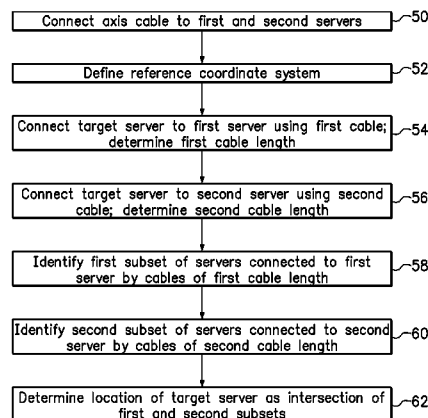 Connect axis cable to first and second servers
50
Define reference coordinate system
52
Connect target server to first server using first cable;
determine first cable length
54
Connect target server to second server using second
cable; determine second cable length
56
Identify first subset of servers connected to first
server by cables of first cable length
58
Identify second subset of servers connected to second
server by cables of second cable length
60
Determine location of target server as intersection of
first and second subsets
62